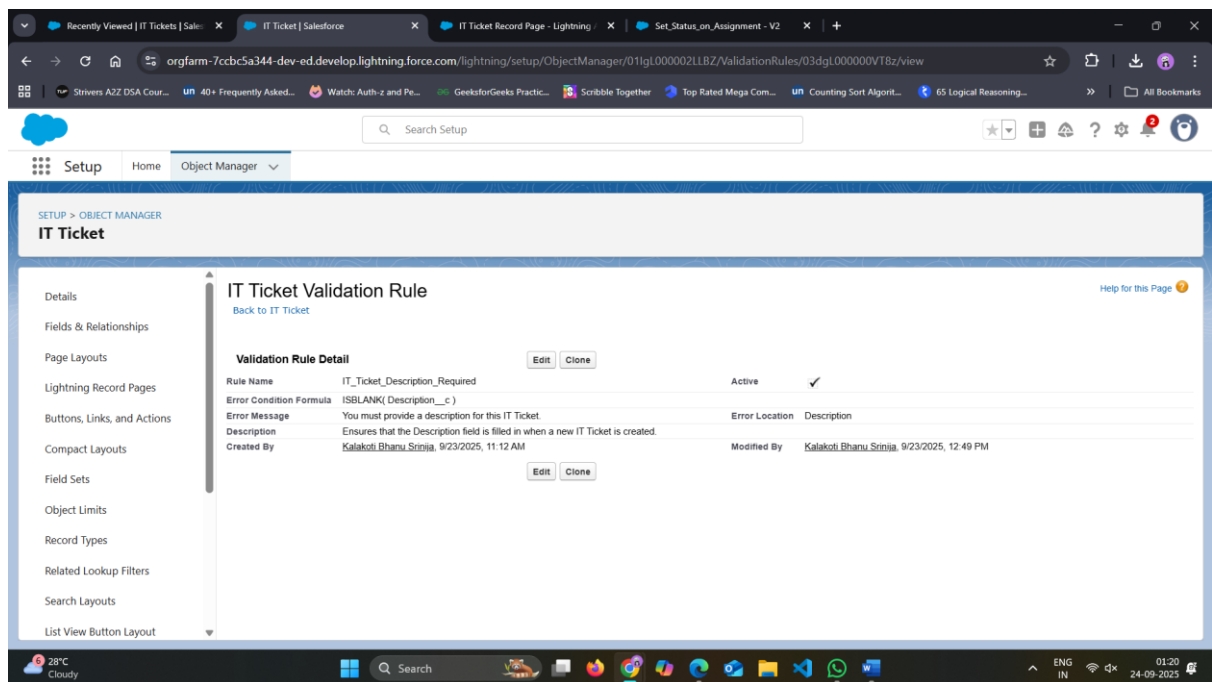 Recently Viewed | IT Tickets | Sales
IT Ticket | Salesforce
IT Ticket Record Page - Lightning A
Set_Status_on_Assignment - V2
orgfarm-7ccbc5a344-dev-ed.develop.lightning.force.com/lightning/setup/ObjectManager/01IgL000002LLBZ/ValidationRules/03dgL000000VT8z/view
Strivers A2Z DSA Cour...
40+ Frequently Asked...
Watch: Auth-z and Pe...
GeeksforGeeks Practic...
Scribble Together
Top Rated Mega Com...
Counting Sort Algorit...
65 Logical Reasoning...
All Bookmarks
Search Setup
2
Setup
Home
Object Manager
SETUP > OBJECT MANAGER
IT Ticket
Details
Fields & Relationships
Page Layouts
Lightning Record Pages
Buttons, Links, and Actions
Compact Layouts
Field Sets
Object Limits
Record Types
Related Lookup Filters
Search Layouts
List View Button Layout
IT Ticket Validation Rule
Help for this Page
Back to IT Ticket
Validation Rule Detail
Edit Clone
Rule Name IT_Ticket_Description_Required Active
Error Condition Formula ISBLANK( Description__c )
Error Message You must provide a description for this IT Ticket. Error Location Description
Description Ensures that the Description field is filled in when a new IT Ticket is created.
Created By Kalakoti Bhanu Srinija, 9/23/2025, 11:12 AM Modified By Kalakoti Bhanu Srinija, 9/23/2025, 12:49 PM
Edit Clone
6
28°C
Cloudy
Search
ENG
IN
01:20
24-09-2025